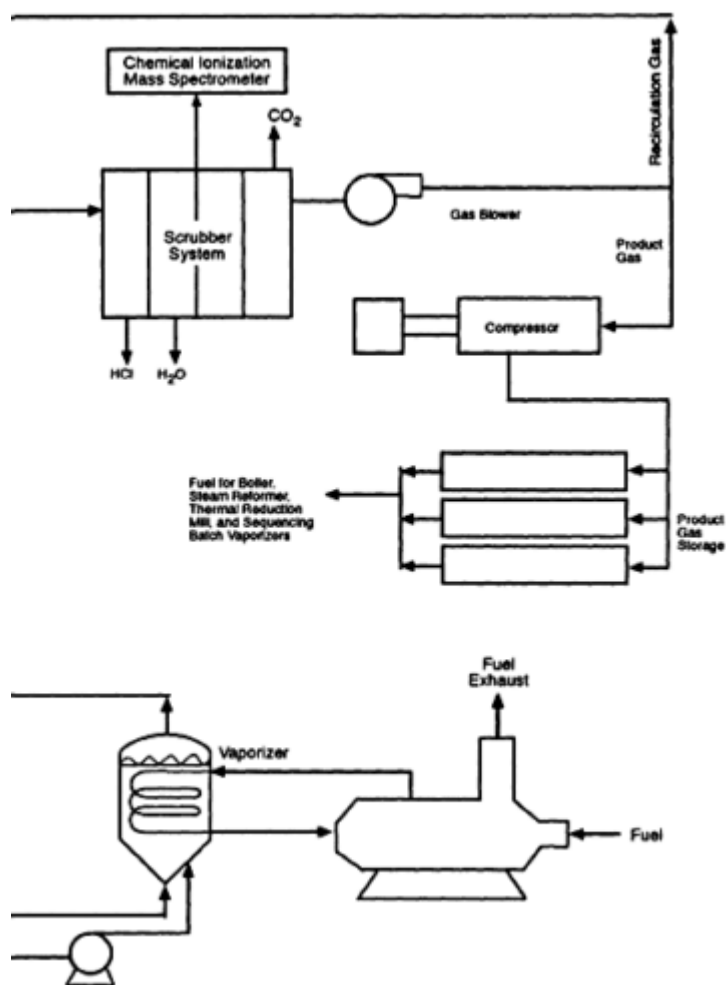 Chemical Ionization
Mass Spectrometer
CO2
Recirculation Gas
Scrubber
System
Gas Blower
Product
Gas
Compressor
HCl
H2O
Fuel for Boiler,
Steam Reformer,
Thermal Reduction
Mill, and Sequencing
Batch Vaporizers
Product
Gas
Storage
Fuel
Exhaust
Vaporizer
Fuel